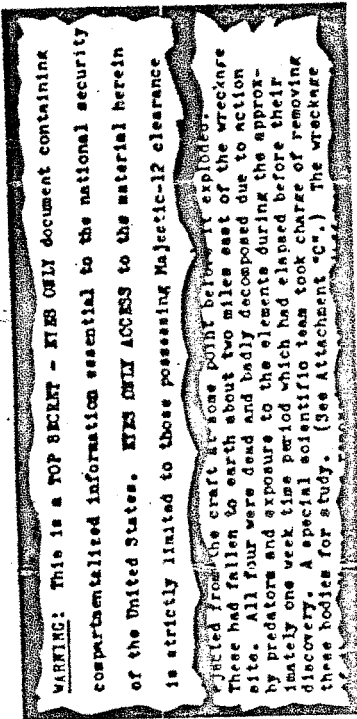 WARNING: This is a TOP SECRET - EYES ONLY document containing
compartmentalized information essential to the national security
of the United States. EYES ONLY ACCESS to the material herein
is strictly limited to those possessing Majestic-12 clearance
ejected from the craft at some point before it exploded.
These had fallen to earth about two miles east of the wreckage
site. All four were dead and badly decomposed due to action
by predators and exposure to the elements during the approx-
imately one week time period which had elapsed before their
discovery. A special scientific team took charge of removing
these bodies for study. (See Attachment "C".) The wreckage